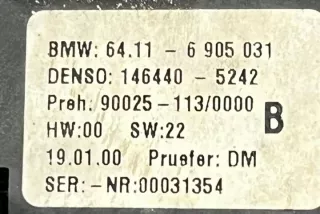 BMW: 64.11 - 6 905 031
DENSO: 146440 - 5242
Preh. 90025 - 113/0000
B
HW:00 SW:22
19.01.00 Pruefer: DM
SER: - NR:00031354